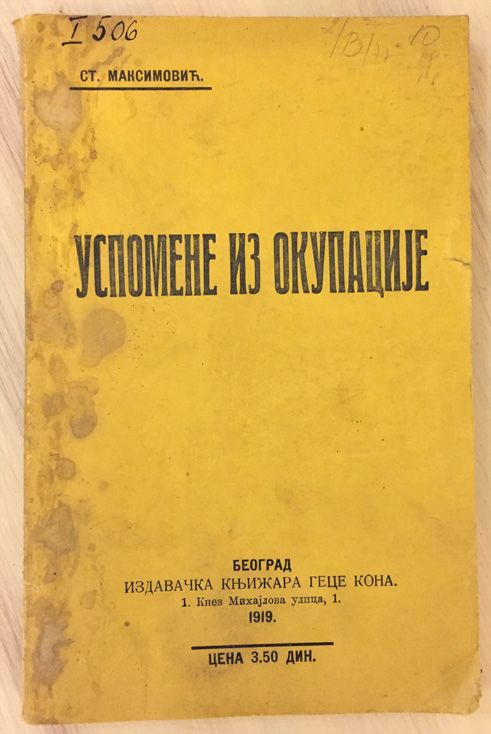 I 506
СТ. МАКСИМОВИЋ.
УСПОМЕНЕ ИЗ ОКУПАЦИЈЕ
БЕОГРАД
ИЗДАВАЧКА КЊИЖАРА ГЕЦЕ КОНА.
1. Кнез Михајлова улица, 1.
1919.
ЦЕНА 3.50 ДИН.